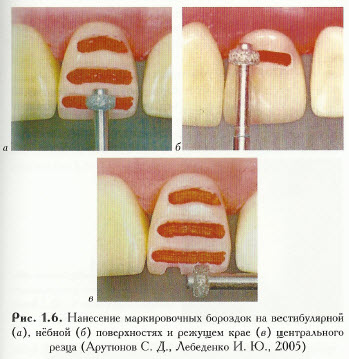 а
б
в
Рис. 1.6. Нанесение маркировочных бороздок на вестибулярной
(а), нёбной (б) поверхностях и режущем крае (в) центрального
резца (Арутюнов С. Д., Лебеденко И. Ю., 2005)